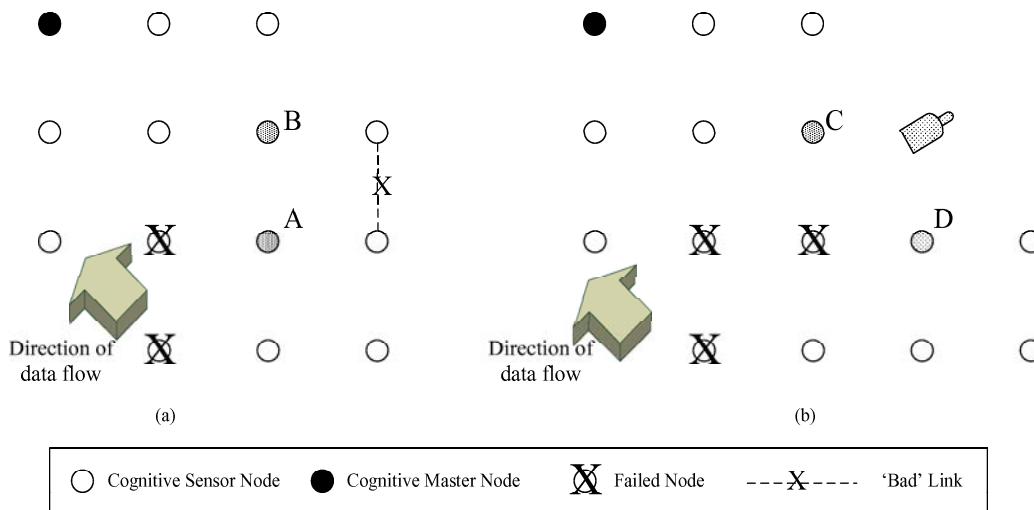 B
C
X
A
X
D
X
X
X
Direction of
data flow
X
Direction of
data flow
X
(a)
(b)
Cognitive Sensor Node
Cognitive Master Node
X
Failed Node
X
‘Bad’ Link